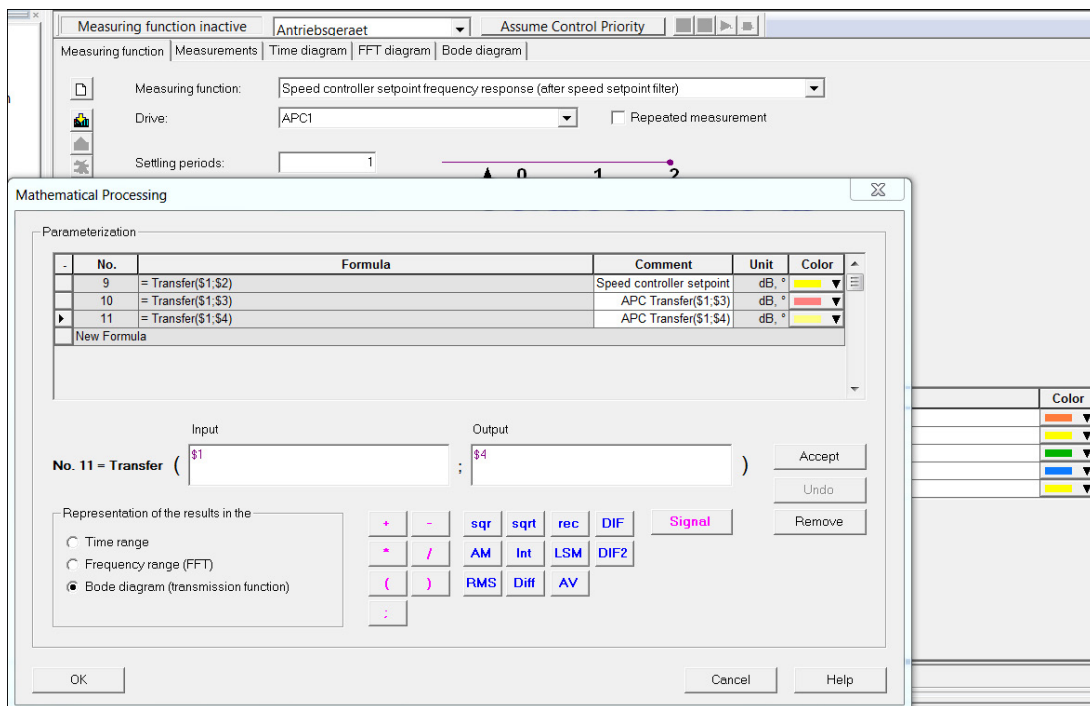 Measuring function inactive Antriebsgeraet Assume Control Priority
Measuring function Measurements Time diagram FFT diagram Bode diagram
Measuring function: Speed controller setpoint frequency response (after speed setpoint filter)
Drive: APC1 Repeated measurement
Settling periods: 1
0 1 2
Mathematical Processing
Parameterization
- No. Formula Comment Unit Color
9 = Transfer($1;$2) Speed controller setpoint dB, °
10 = Transfer($1;$3) APC Transfer($1;$3) dB, °
11 = Transfer($1;$4) APC Transfer($1;$4) dB, °
New Formula
Color
Input Output
No. 11 = Transfer ( $1 ; $4 ) Accept
Undo
Representation of the results in the + - sqr sqrt rec DIF Signal Remove
Time range
* / AM Int LSM DIF2
Frequency range (FFT)
( ) RMS Diff AV
Bode diagram (transmission function)
;
OK Cancel Help